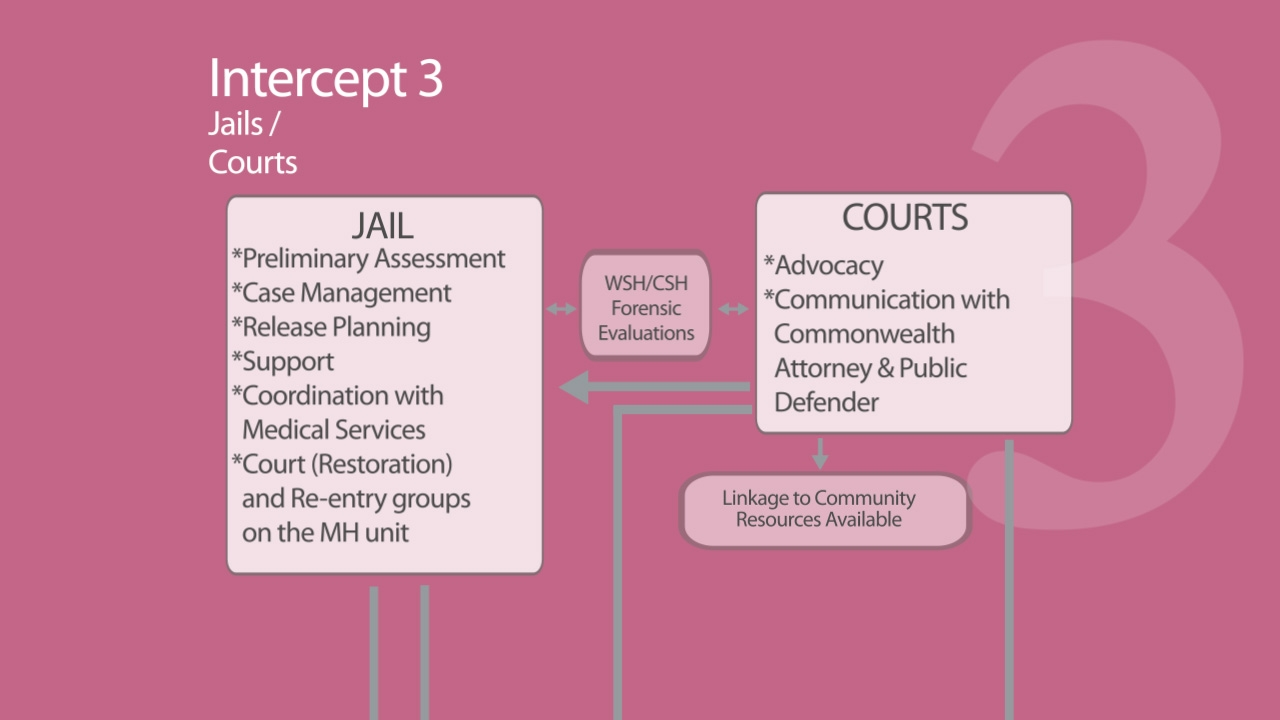 Intercept 3
Jails /
Courts
3
JAIL
*Preliminary Assessment
*Case Management
*Release Planning
*Support
*Coordination with
Medical Services
*Court (Restoration)
and Re-entry groups
on the MH unit
WSH/CSH
Forensic
Evaluations
COURTS
*Advocacy
*Communication with
Commonwealth
Attorney & Public
Defender
Linkage to Community
Resources Available